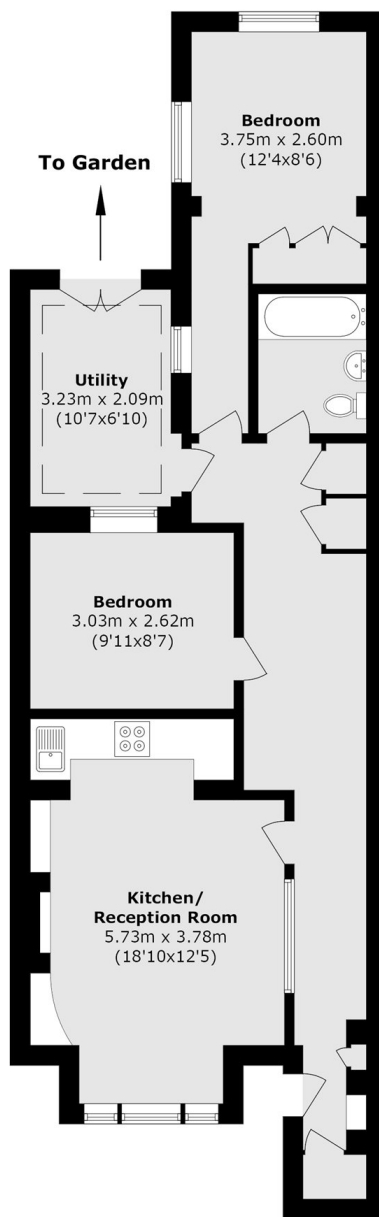 Bedroom
3.75m x 2.60m
(12'4x8'6)
To Garden
Utility
3.23m x 2.09m
(10'7x6'10)
Bedroom
3.03m x 2.62m
(9'11x8'7)
Kitchen/
Reception Room
5.73m x 3.78m
(18'10x12'5)